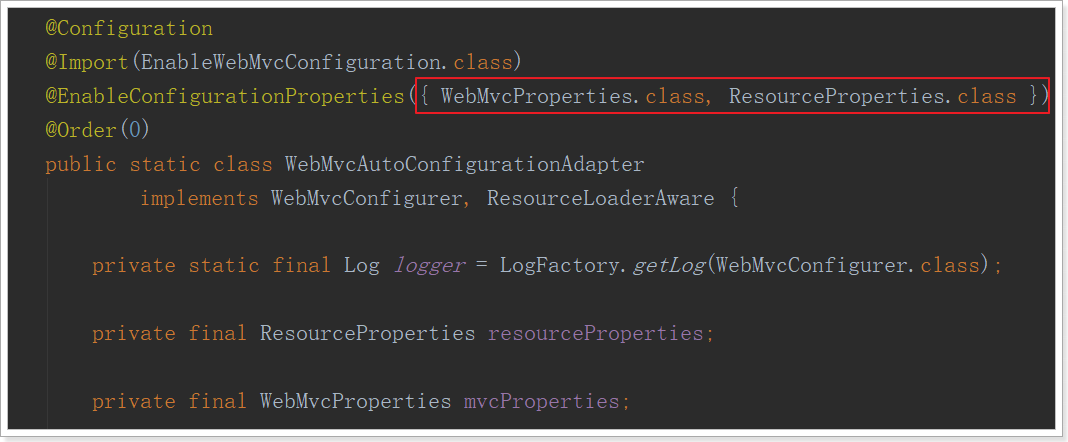 @Configuration
@Import(EnableWebMvcConfiguration.class)
@EnableConfigurationProperties({ WebMvcProperties.class, ResourceProperties.class })
@Order(0)
public static class WebMvcAutoConfigurationAdapter
implements WebMvcConfigurer, ResourceLoaderAware {
private static final Log logger = LogFactory.getLog(WebMvcConfigurer.class);
private final ResourceProperties resourceProperties;
private final WebMvcProperties mvcProperties;